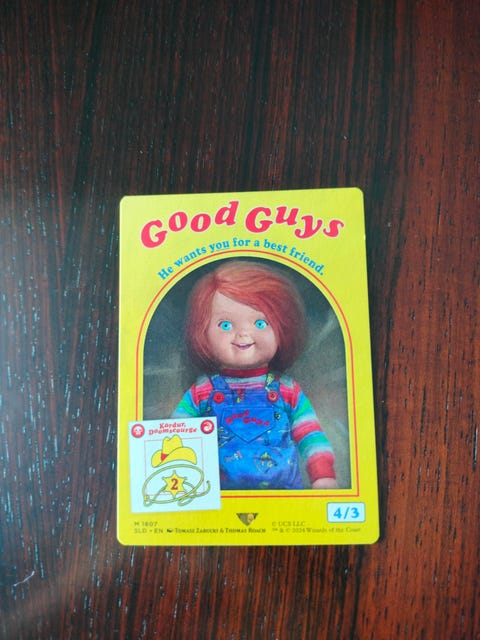 Good Guys
He wants you for a best friend.
Good Guys
Kardur,
Doomscourge
2
4/3
M 1807
SLD • EN Tomasz Zarucki & Thomas Roach
© UCS LLC
™ & © 2024 Wizards of the Coast